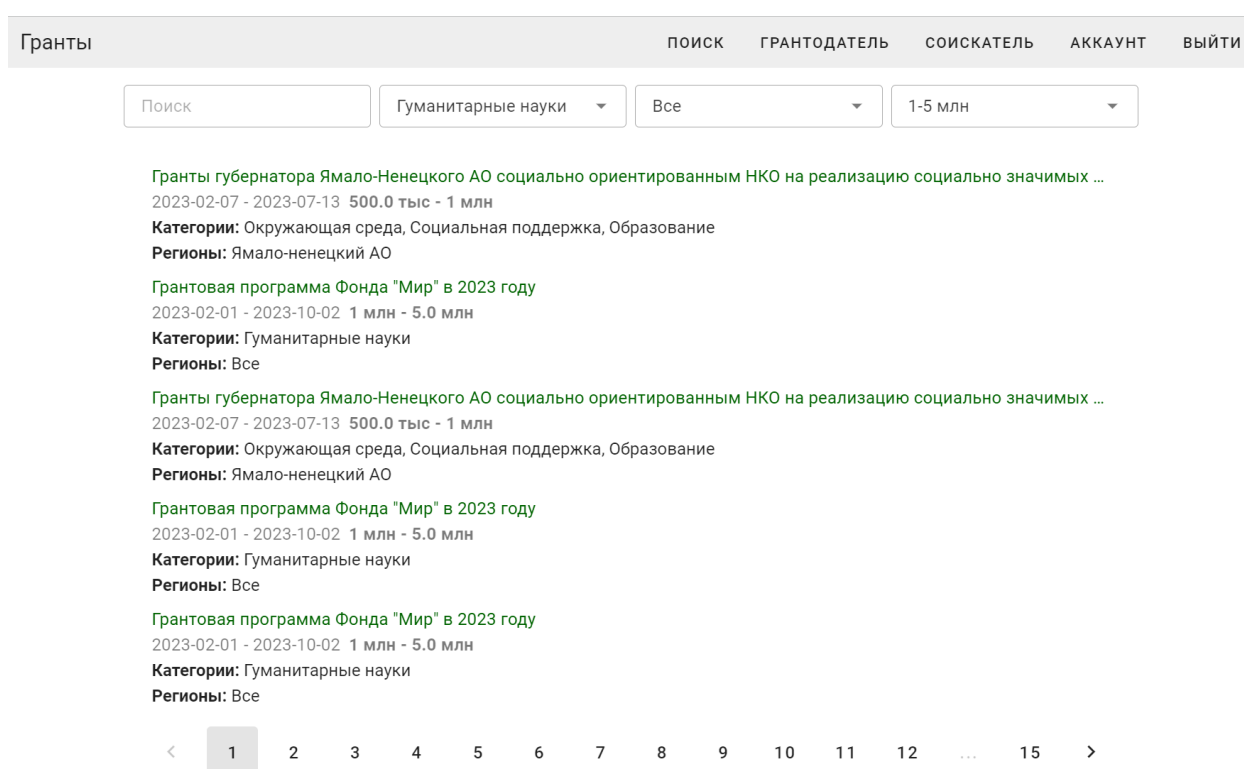 Гранты
ПОИСК ГРАНТОДАТЕЛЬ СОИСКАТЕЛЬ АККАУНТ ВЫЙТИ
Поиск Гуманитарные науки Все 1-5 млн
Гранты губернатора Ямало-Ненецкого АО социально ориентированным НКО на реализацию социально значимых ...
2023-02-07 - 2023-07-13 500.0 тыс - 1 млн
Категории: Окружающая среда, Социальная поддержка, Образование
Регионы: Ямало-ненецкий АО
Грантовая программа Фонда "Мир" в 2023 году
2023-02-01 - 2023-10-02 1 млн - 5.0 млн
Категории: Гуманитарные науки
Регионы: Все
Гранты губернатора Ямало-Ненецкого АО социально ориентированным НКО на реализацию социально значимых ...
2023-02-07 - 2023-07-13 500.0 тыс - 1 млн
Категории: Окружающая среда, Социальная поддержка, Образование
Регионы: Ямало-ненецкий АО
Грантовая программа Фонда "Мир" в 2023 году
2023-02-01 - 2023-10-02 1 млн - 5.0 млн
Категории: Гуманитарные науки
Регионы: Все
Грантовая программа Фонда "Мир" в 2023 году
2023-02-01 - 2023-10-02 1 млн - 5.0 млн
Категории: Гуманитарные науки
Регионы: Все
< 1 2 3 4 5 6 7 8 9 10 11 12 ... 15 >